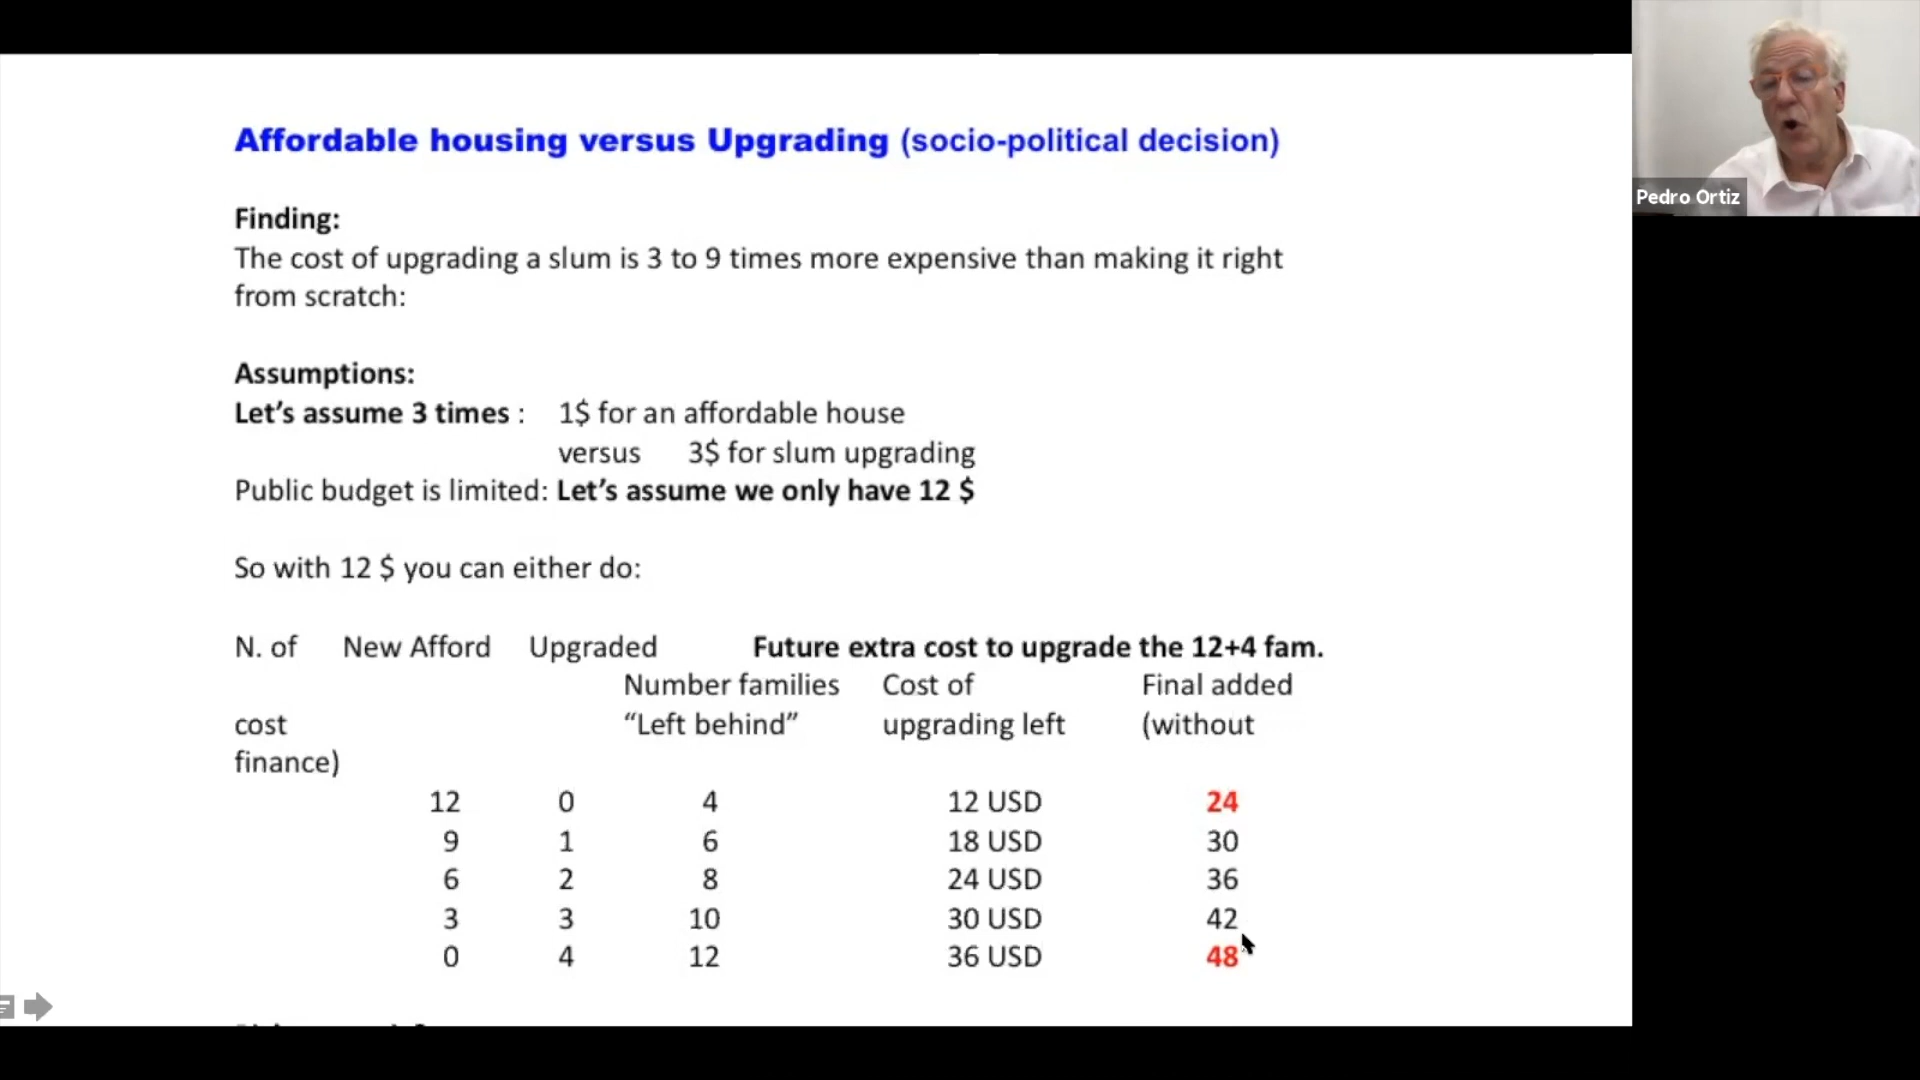 Affordable housing versus Upgrading (socio-political decision)
Finding:
The cost of upgrading a slum is 3 to 9 times more expensive than making it right
from scratch:
Assumptions:
Let’s assume 3 times : 1$ for an affordable house
versus 3$ for slum upgrading
Public budget is limited: Let’s assume we only have 12 $
So with 12 $ you can either do:
N. of New Afford Upgraded Future extra cost to upgrade the 12+4 fam.
Number families Cost of Final added
cost “Left behind” upgrading left (without
finance)
12 0 4 12 USD 24
9 1 6 18 USD 30
6 2 8 24 USD 36
3 3 10 30 USD 42
0 4 12 36 USD 48
Pedro Ortiz